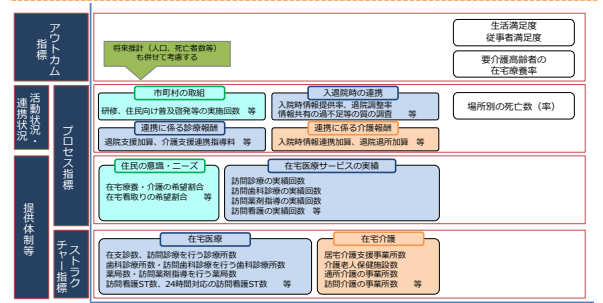 アウトカム
指標
将来推計（人口、死亡者数等）
も併せて考慮する
生活満足度
従事者満足度
要介護高齢者の
在宅療養率
活動状況・
連携状況
プロセス指標
市町村の取組
研修、住民向け普及啓発等の実施回数　等
入退院時の連携
入院時情報提供率、退院調整率
情報共有の過不足等の質の調査　等
場所別の死亡数（率）
連携に係る診療報酬
退院支援加算、介護支援連携指導料　等
連携に係る介護報酬
入院時情報連携加算、退院退所加算　等
提供体制等
住民の意識・ニーズ
在宅療養・介護の希望割合
在宅看取りの希望割合　等
在宅医療サービスの実績
訪問診療の実績回数
訪問歯科診療の実績回数
訪問薬剤指導の実績回数
訪問看護の実績回数　等
ストラク
チャー指標
在宅医療
在支診数、訪問診療を行う診療所数
歯科診療所数・訪問歯科診療を行う歯科診療所数
薬局数・訪問薬剤指導を行う薬局数
訪問看護ST数、24時間対応の訪問看護ST数　等
在宅介護
居宅介護支援事業所数
介護老人保健施設数
通所介護の事業所数
訪問介護の事業所数　等